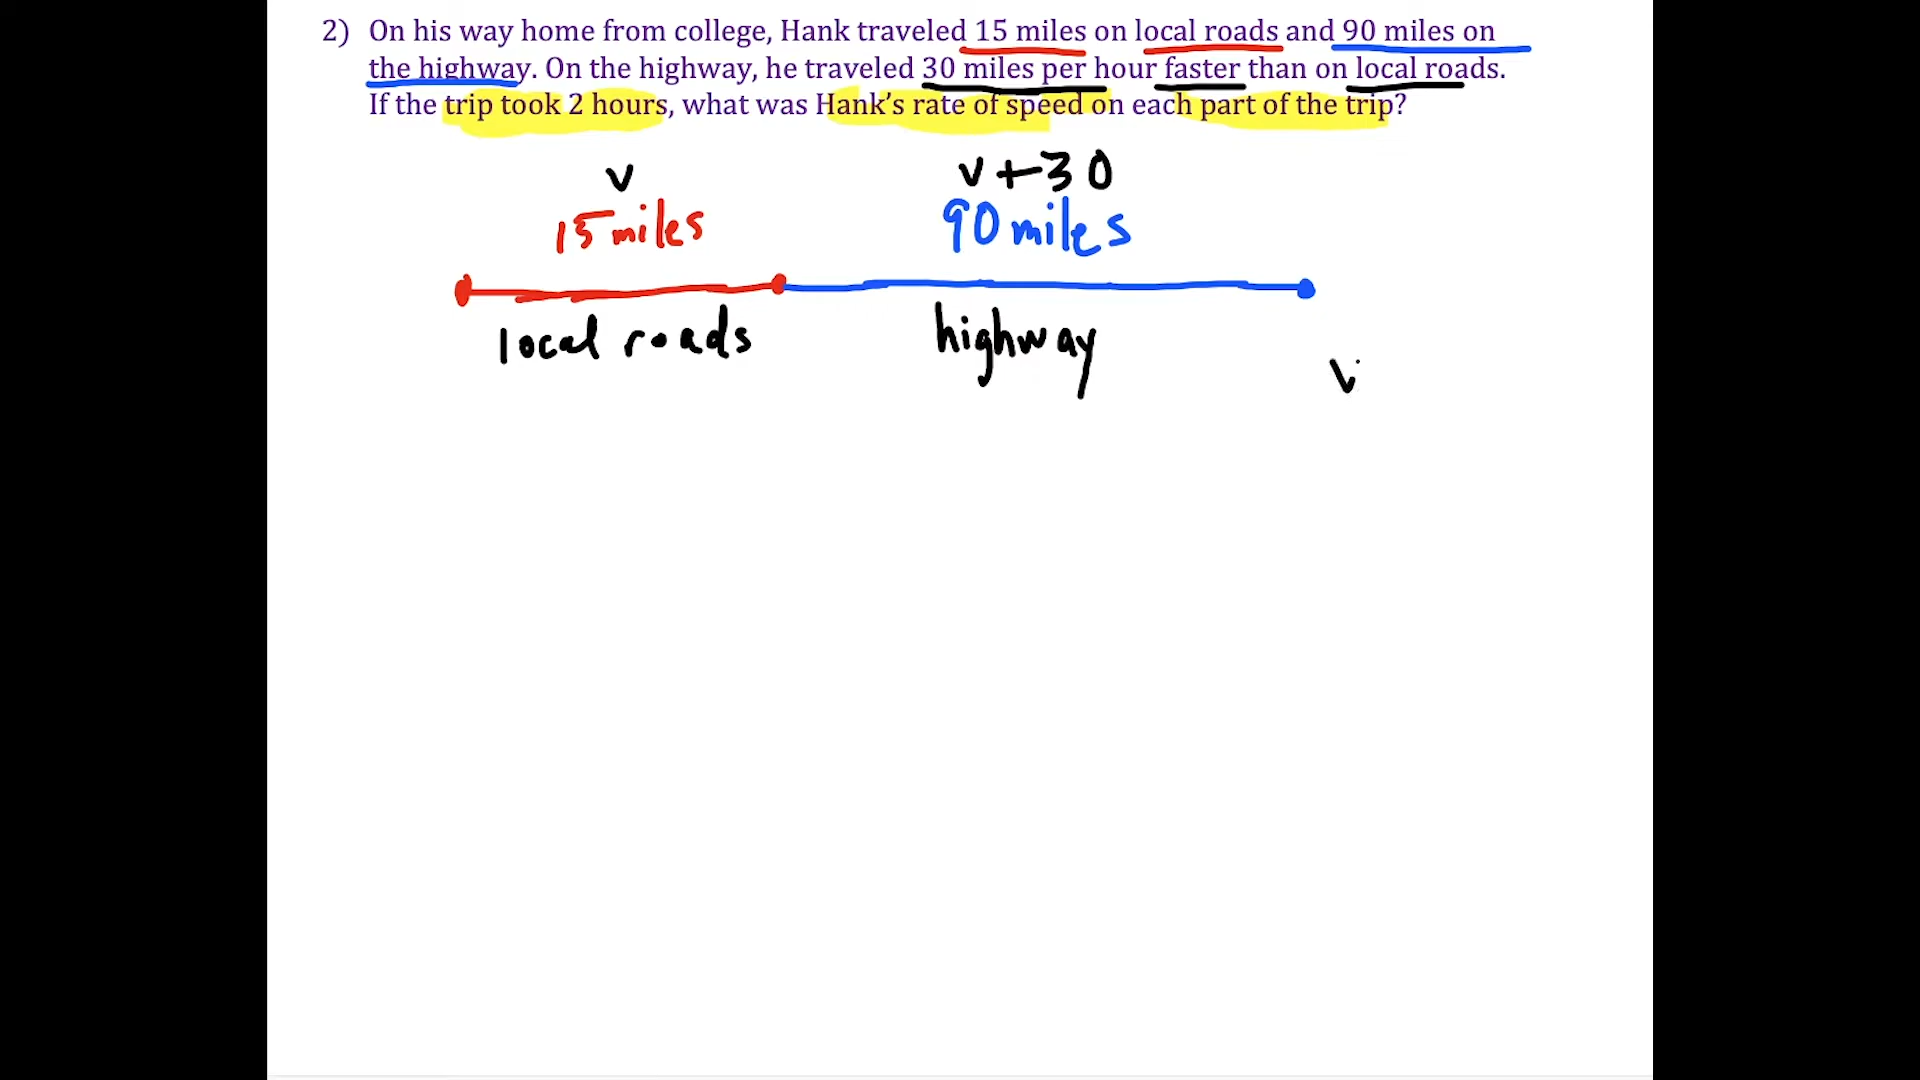 2) On his way home from college, Hank traveled 15 miles on local roads and 90 miles on
the highway. On the highway, he traveled 30 miles per hour faster than on local roads.
If the trip took 2 hours, what was Hank's rate of speed on each part of the trip?
v v+30
15 miles 90 miles
local roads highway
v